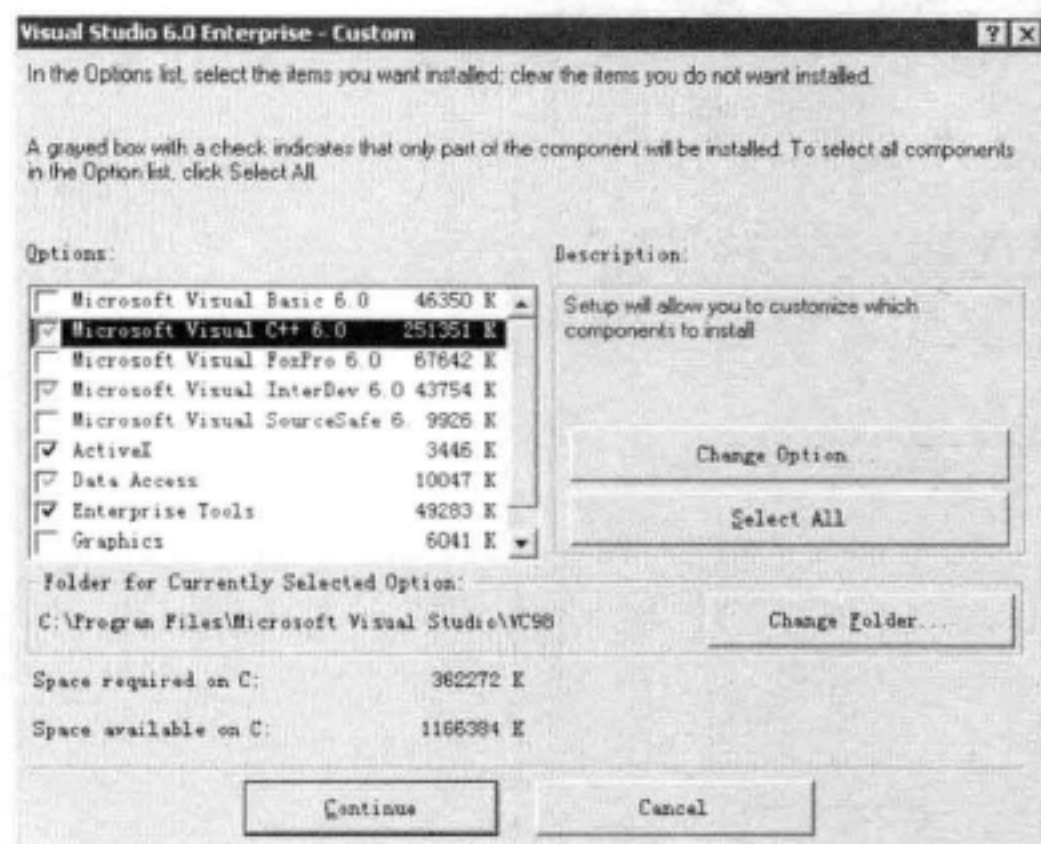 Visual Studio 6.0 Enterprise - Custom
In the Options list, select the items you want installed; clear the items you do not want installed.
A grayed box with a check indicates that only part of the component will be installed. To select all components
in the Option list, click Select All.
Options:
Description:
Microsoft Visual Basic 6.0 46350 K
Microsoft Visual C++ 6.0 251351 K
Microsoft Visual FoxPro 6.0 67642 K
Microsoft Visual InterDev 6.0 43754 K
Microsoft Visual SourceSafe 6. 9926 K
ActiveX 3446 K
Data Access 10047 K
Enterprise Tools 49283 K
Graphics 6041 K
Setup will allow you to customize which
components to install
Change Option...
Select All
Folder for Currently Selected Option:
C:\Program Files\Microsoft Visual Studio\VC98
Change Folder...
Space required on C: 362272 K
Space available on C: 1166384 K
Continue
Cancel